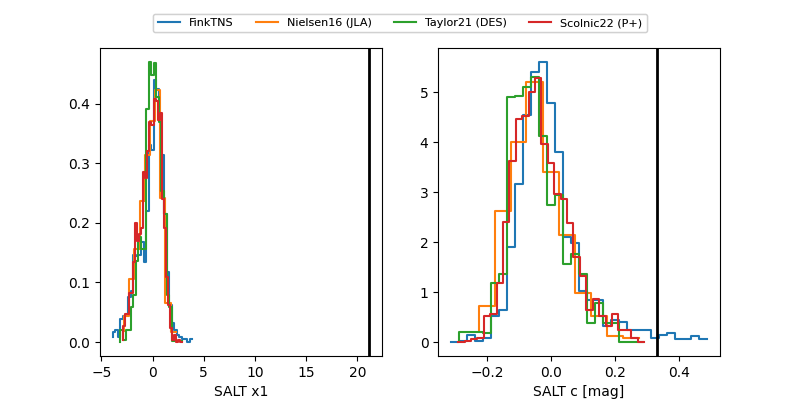 FinkTNS Nielsen16 (JLA) Taylor21 (DES) Scolnic22 (P+)
0.4
0.3
0.2
0.1
0.0
−5 0 5 10 15 20
SALT x1
5
4
3
2
1
0
−0.2 0.0 0.2 0.4
SALT c [mag]